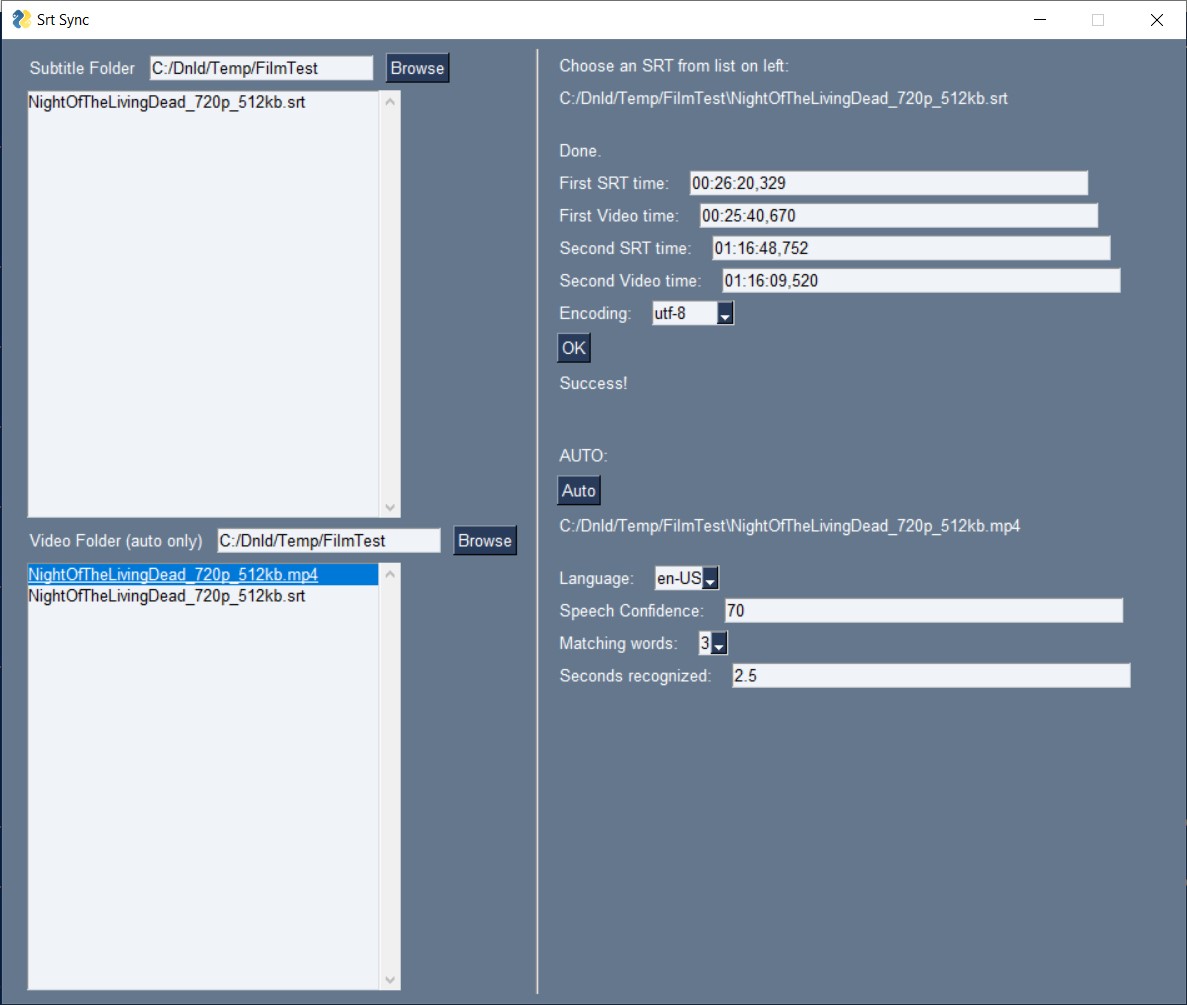 Srt Sync
Subtitle Folder C:/Dnld/Temp/FilmTest Browse
NightOfTheLivingDead_720p_512kb.srt
Video Folder (auto only) C:/Dnld/Temp/FilmTest Browse
NightOfTheLivingDead_720p_512kb.mp4
NightOfTheLivingDead_720p_512kb.srt
Choose an SRT from list on left:
C:/Dnld/Temp/FilmTest\NightOfTheLivingDead_720p_512kb.srt
Done.
First SRT time: 00:26:20,329
First Video time: 00:25:40,670
Second SRT time: 01:16:48,752
Second Video time: 01:16:09,520
Encoding: utf-8
OK
Success!
AUTO:
Auto
C:/Dnld/Temp/FilmTest\NightOfTheLivingDead_720p_512kb.mp4
Language: en-US
Speech Confidence: 70
Matching words: 3
Seconds recognized: 2.5